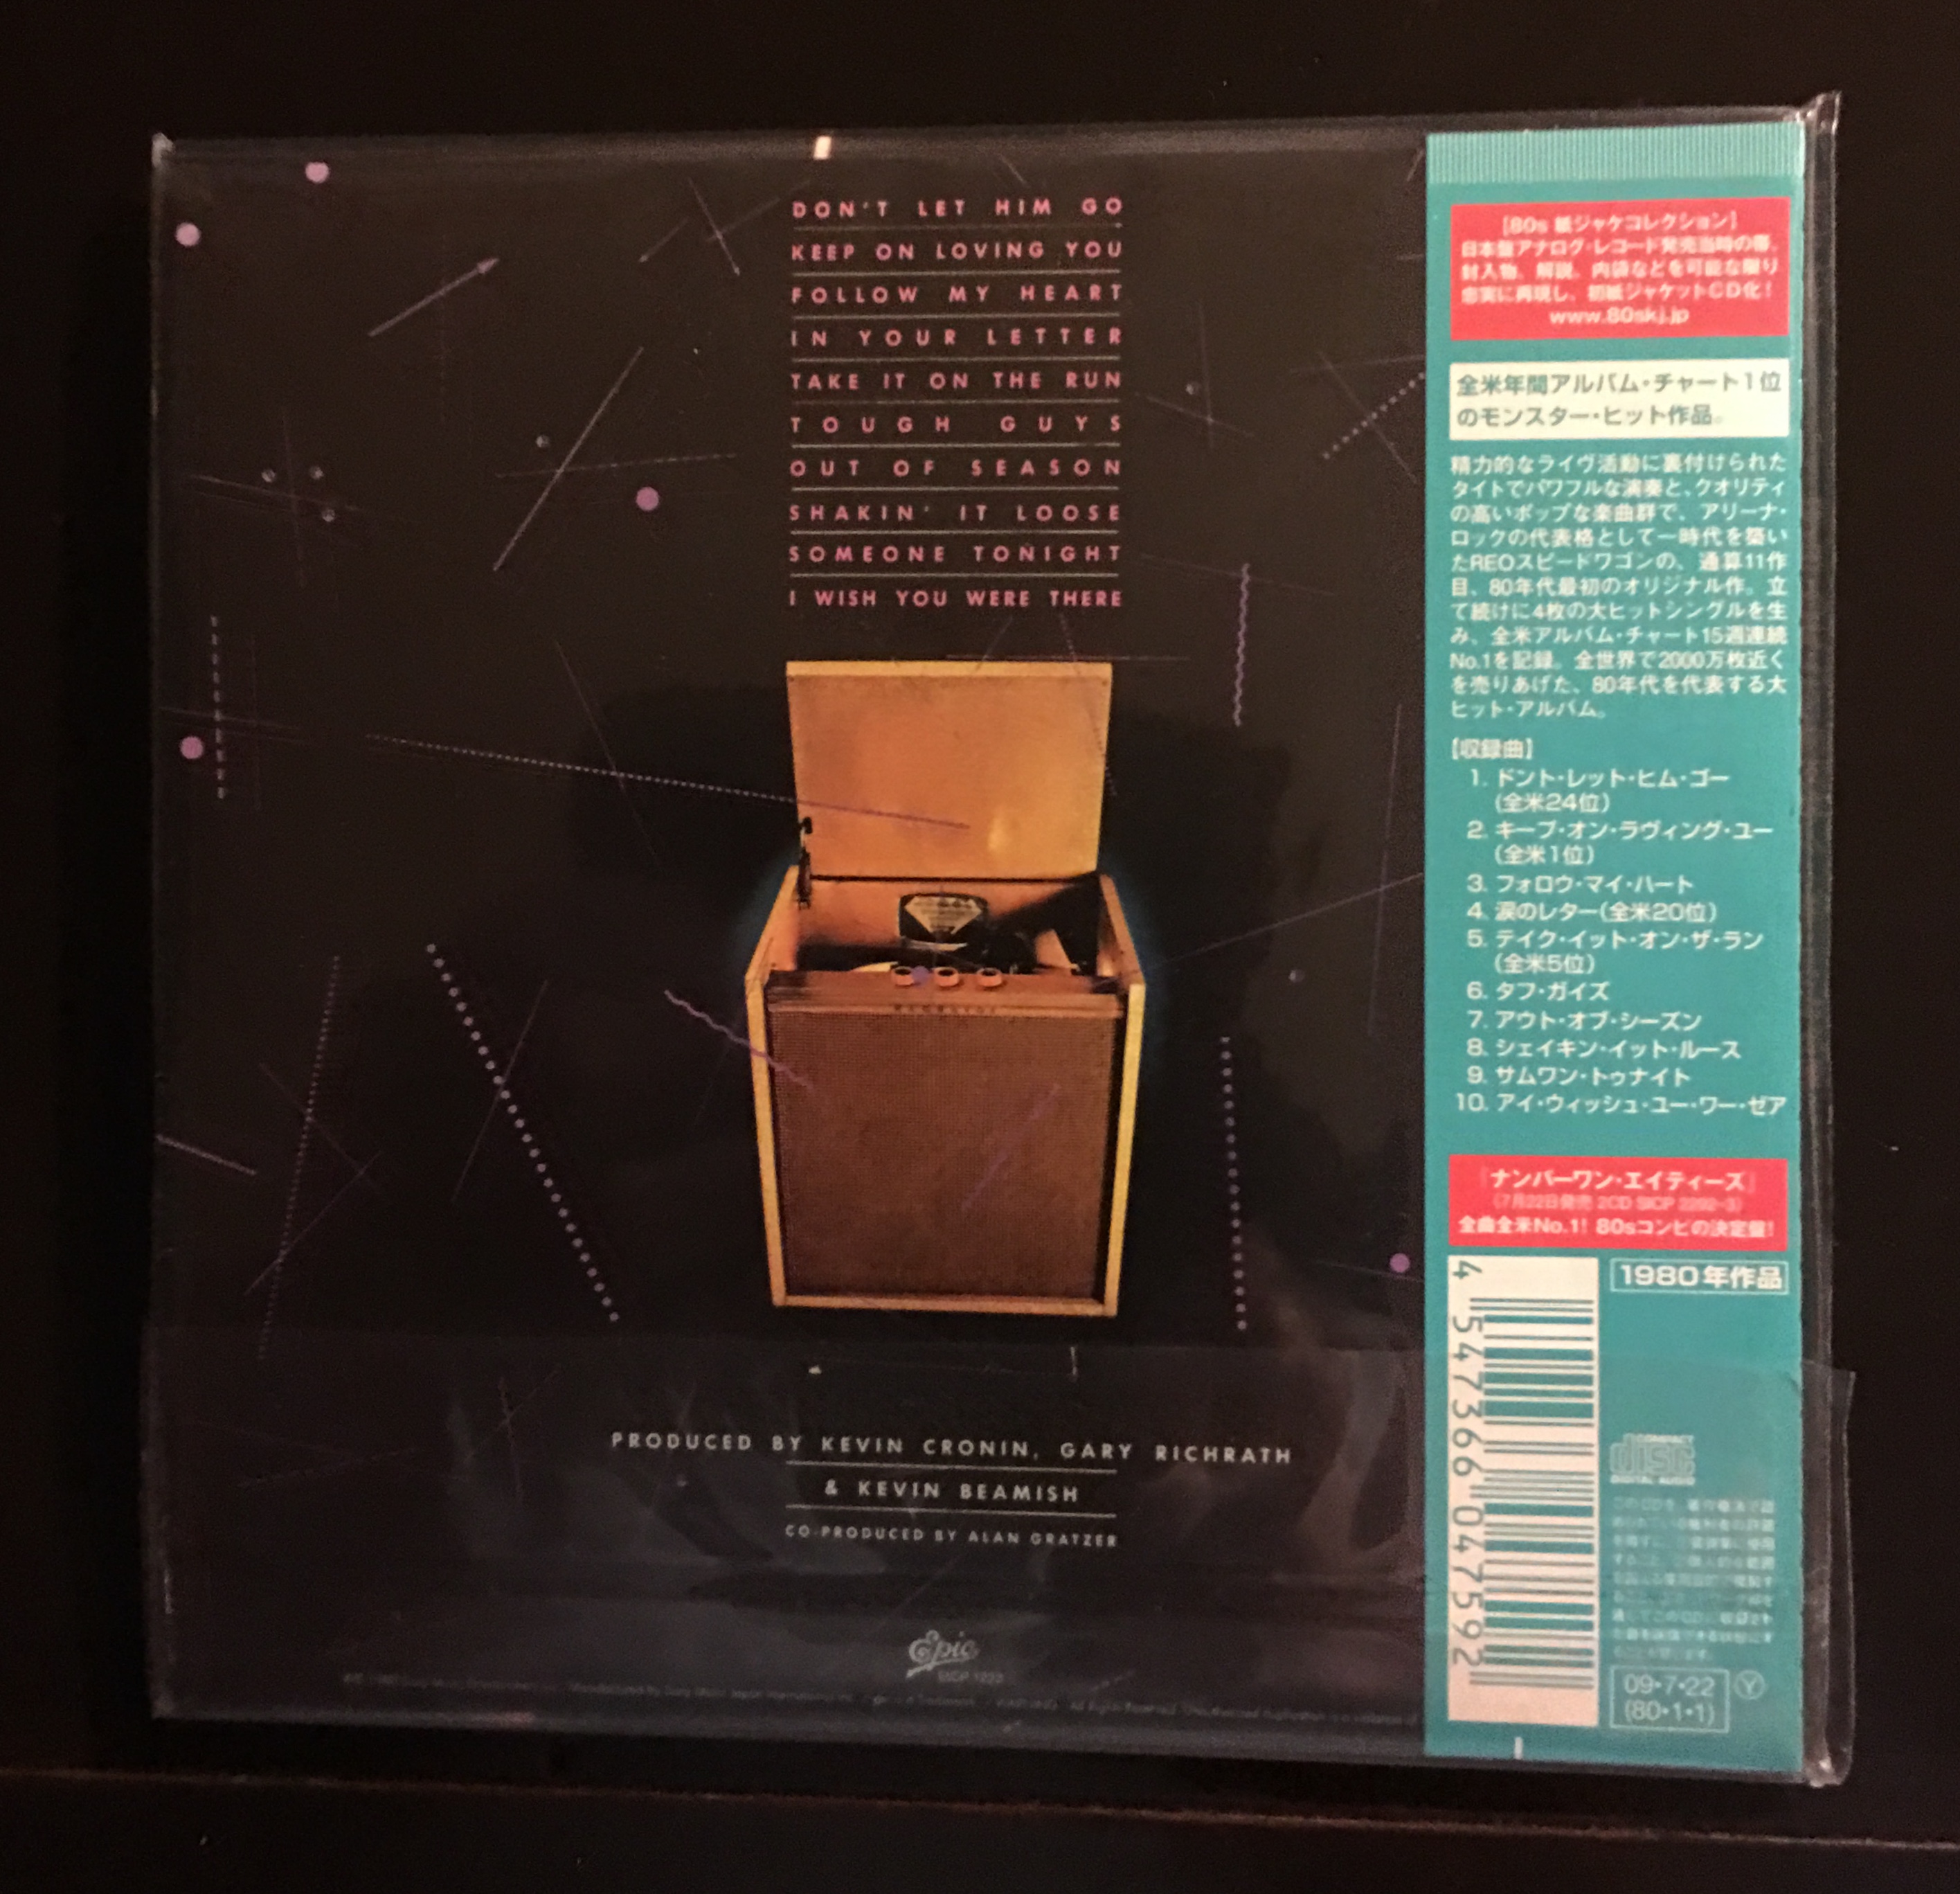 DON'T LET HIM GO
KEEP ON LOVING YOU
FOLLOW MY HEART
IN YOUR LETTER
TAKE IT ON THE RUN
TOUGH GUYS
OUT OF SEASON
SHAKIN' IT LOOSE
SOMEONE TONIGHT
I WISH YOU WERE THERE
PRODUCED BY KEVIN CRONIN, GARY RICHRATH
& KEVIN BEAMISH
CO-PRODUCED BY ALAN GRATZER
Epic
[80s 紙ジャケコレクション]
日本盤アナログ・レコード発売当時の帯、
封入物、解説、内袋などを可能な限り
忠実に再現し、初紙ジャケットCD化!
www.80skj.jp
全米年間アルバム・チャート1位
のモンスター・ヒット作品。
精力的なライヴ活動に裏付けられた
タイトでパワフルな演奏と、クオリティ
の高いポップな楽曲群で、アリーナ・
ロックの代表格として一時代を築い
たREOスピードワゴンの、通算11作
目、80年代最初のオリジナル作。立
て続けに4枚の大ヒットシングルを生
み、全米アルバム・チャート15週連続
No.1を記録。全世界で2000万枚近く
を売りあげた、80年代を代表する大
ヒット・アルバム。
【収録曲】
1. ドント・レット・ヒム・ゴー
(全米24位)
2. キープ・オン・ラヴィング・ユー
(全米1位)
3. フォロウ・マイ・ハート
4. 涙のレター(全米20位)
5. テイク・イット・オン・ザ・ラン
(全米5位)
6. タフ・ガイズ
7. アウト・オブ・シーズン
8. シェイキン・イット・ルース
9. サムワン・トゥナイト
10. アイ・ウィッシュ・ユー・ワー・ゼア
『ナンバーワン・エイティーズ』
(7月22日発売 2CD SICP 2292~3)
全曲全米No.1! 80sコンピの決定盤!
1980年作品
4 547366 047592
COMPACT
disc
DIGITAL AUDIO
09・7・22
(80・1・1)
Y